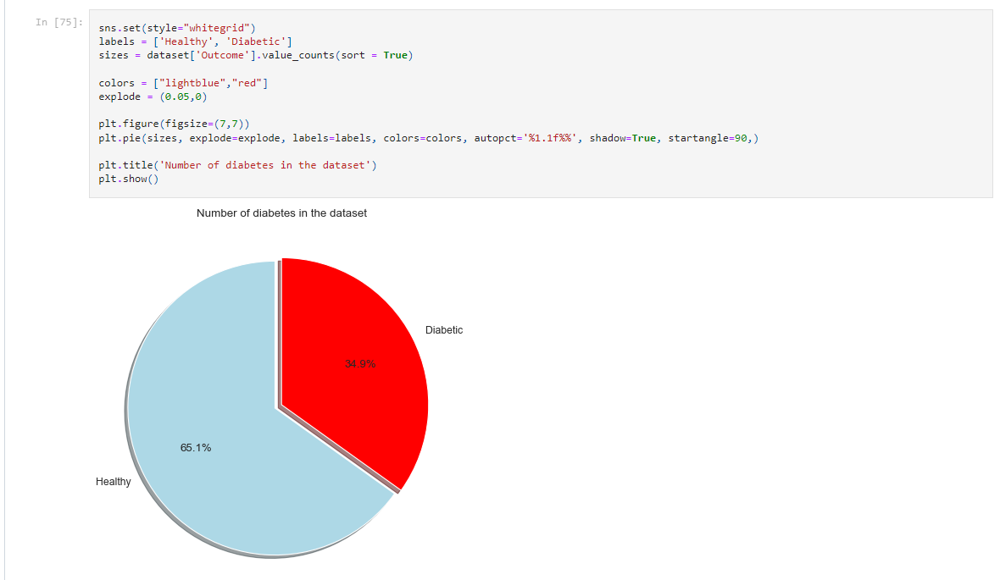 In [75]:
sns.set(style="whitegrid")
labels = ['Healthy', 'Diabetic']
sizes = dataset['Outcome'].value_counts(sort = True)
colors = ["lightblue","red"]
explode = (0.05,0)
plt.figure(figsize=(7,7))
plt.pie(sizes, explode=explode, labels=labels, colors=colors, autopct='%1.1f%%', shadow=True, startangle=90,)
plt.title('Number of diabetes in the dataset')
plt.show()
Number of diabetes in the dataset
Diabetic
34.9%
65.1%
Healthy